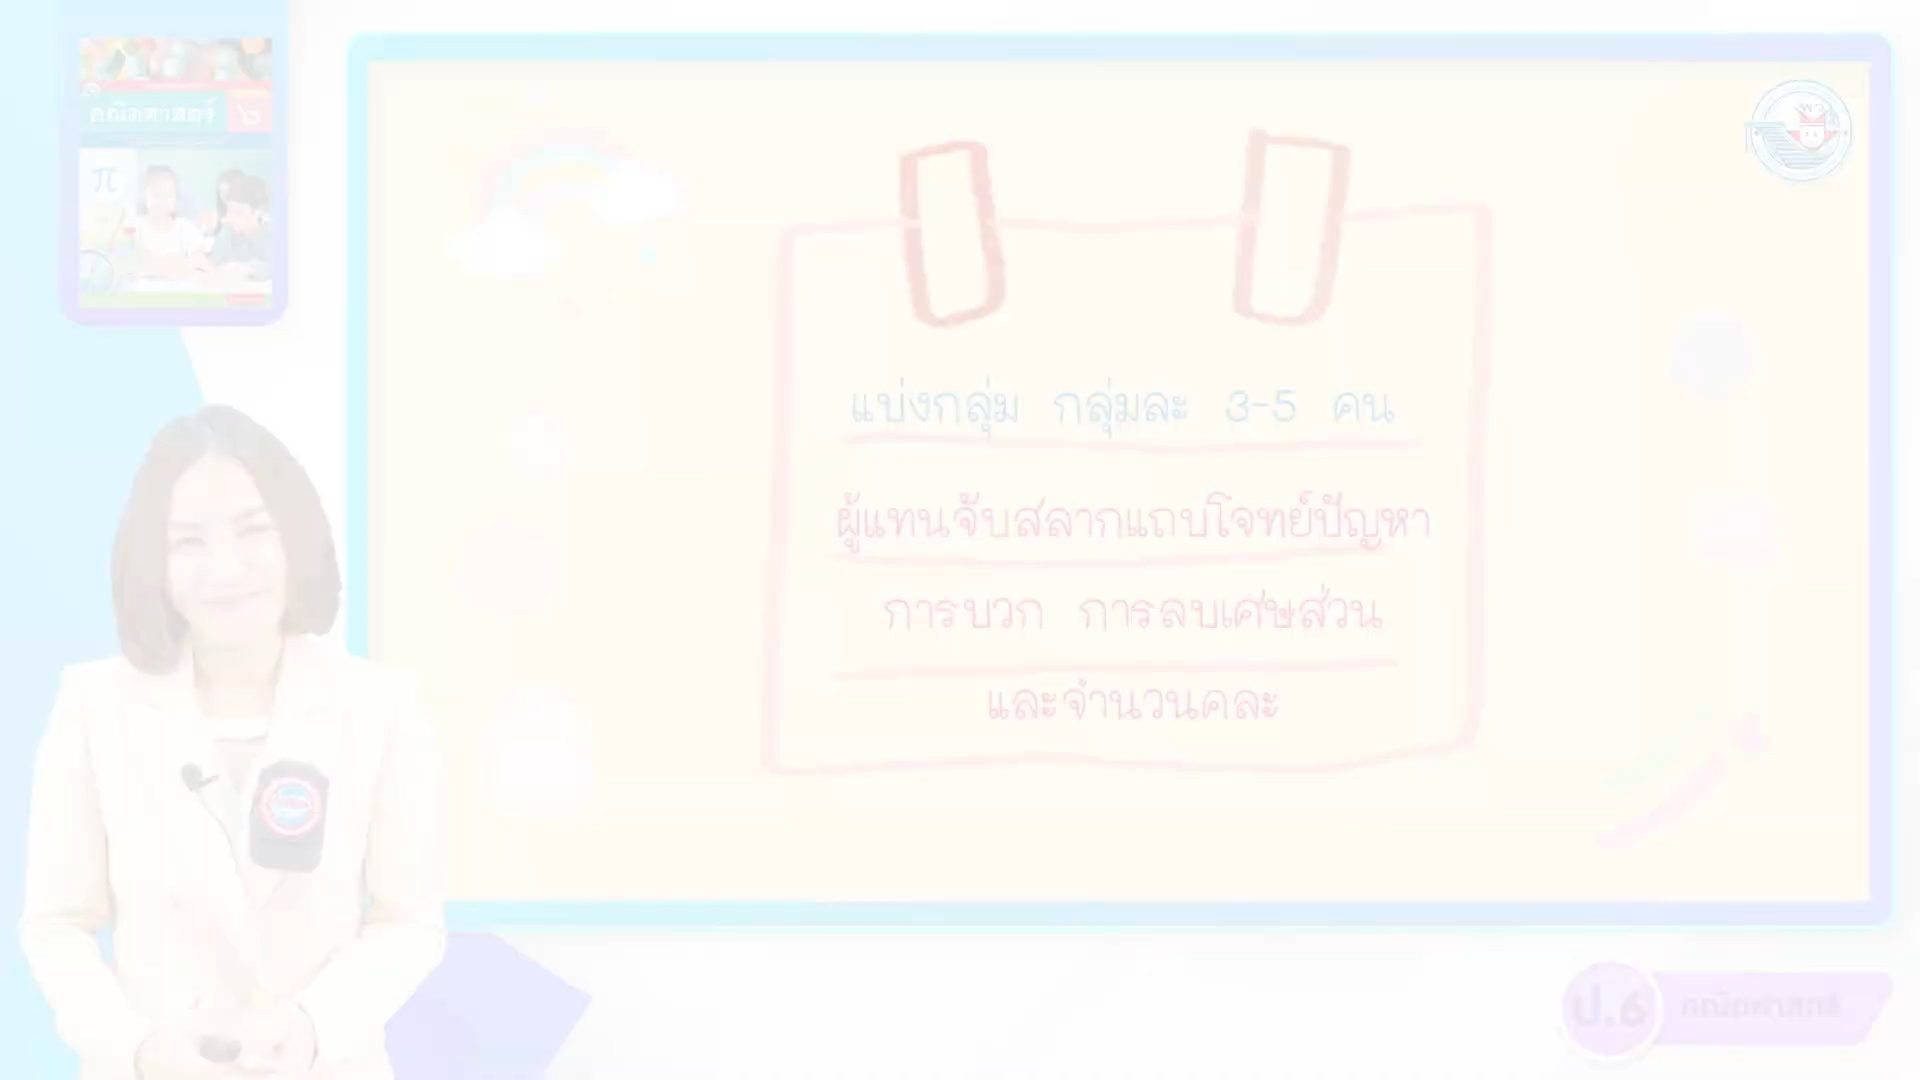 คณิตศาสตร์ ๖
π
พว
แบ่งกลุ่ม กลุ่มละ 3-5 คน
ผู้แทนจับสลากแถบโจทย์ปัญหา
การบวก การลบเศษส่วน
และจำนวนคละ
ป.6 คณิตศาสตร์